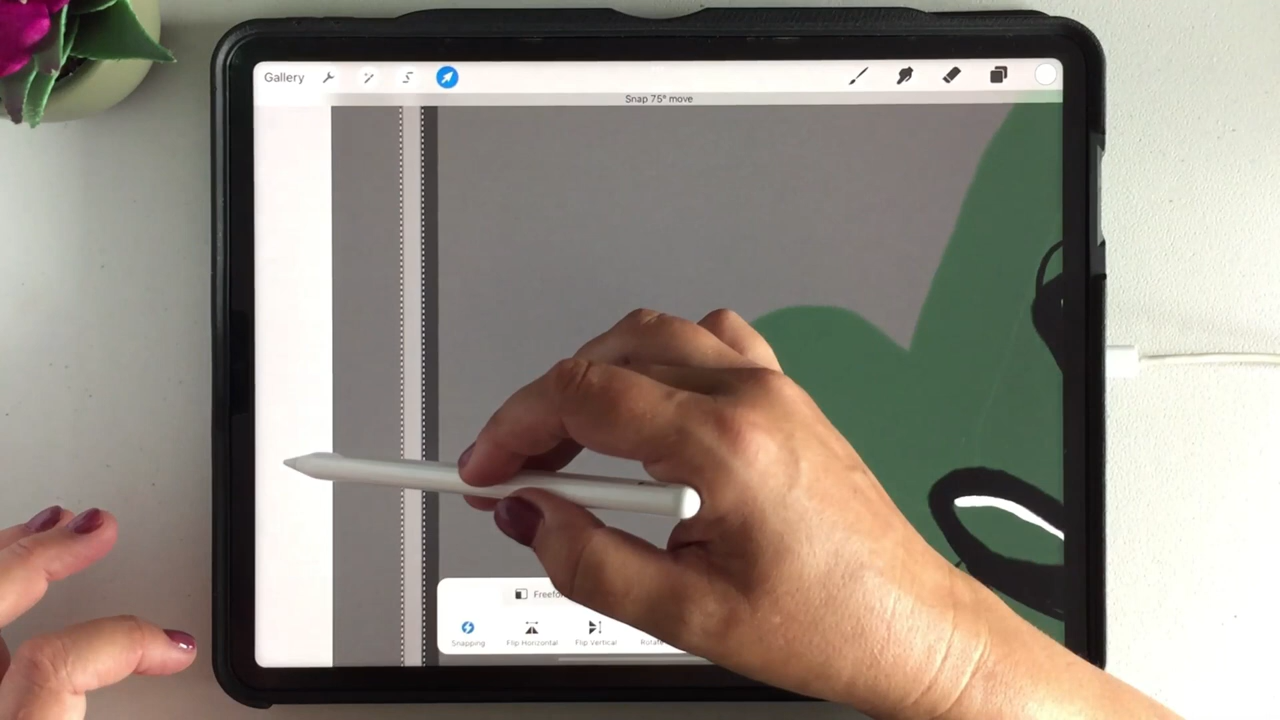 Gallery
Snap 75° move
Snapping
Flip Horizontal
Flip Vertical